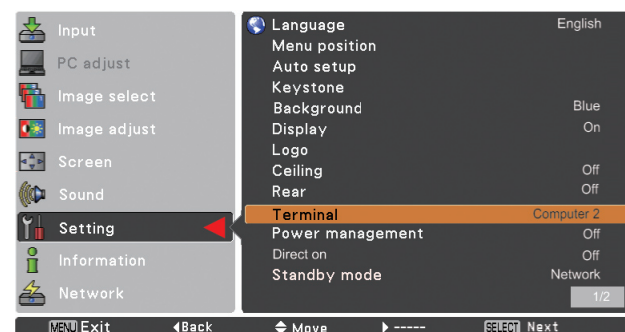 Input
PC adjust
Image select
Image adjust
Screen
Sound
Setting
Information
Network
Language English
Menu position
Auto setup
Keystone
Background Blue
Display On
Logo
Ceiling Off
Rear Off
Terminal Computer 2
Power management Off
Direct on Off
Standby mode Network
1/2
MENU Exit Back Move ----- SELECT Next